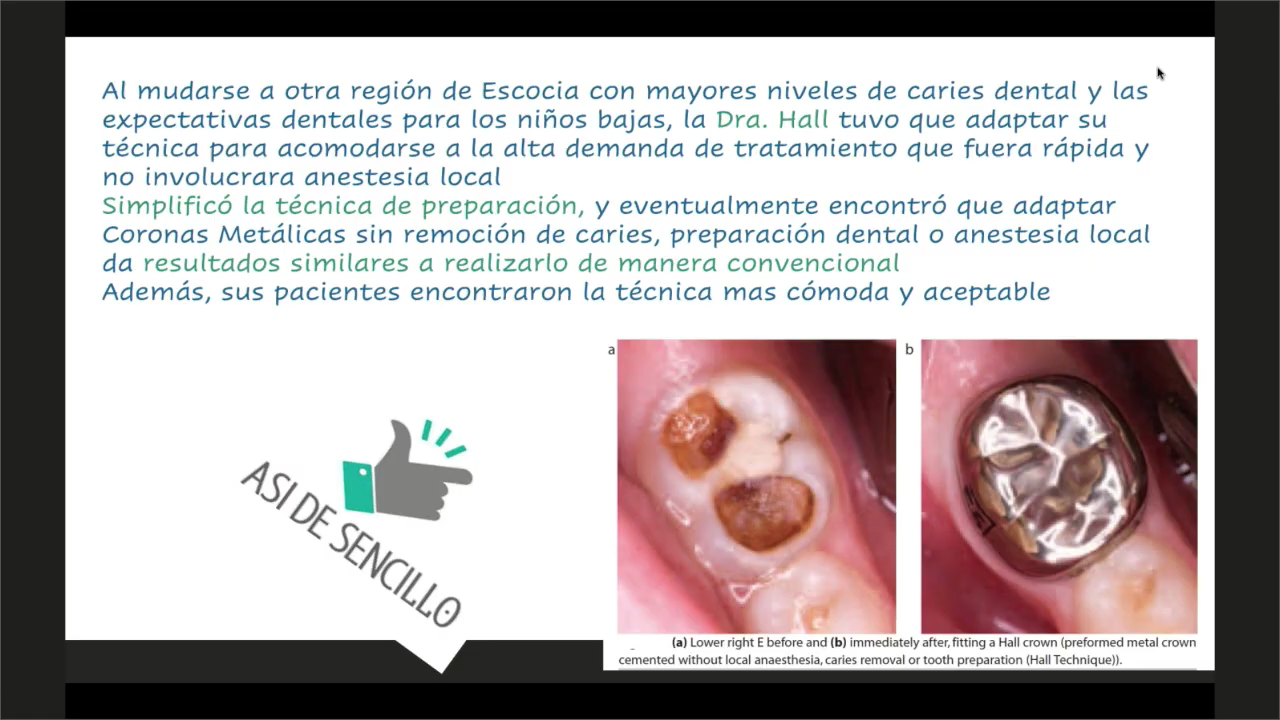 Al mudarse a otra región de Escocia con mayores niveles de caries dental y las
expectativas dentales para los niños bajas, la Dra. Hall tuvo que adaptar su
técnica para acomodarse a la alta demanda de tratamiento que fuera rápida y
no involucrara anestesia local
Simplificó la técnica de preparación, y eventualmente encontró que adaptar
Coronas Metálicas sin remoción de caries, preparación dental o anestesia local
da resultados similares a realizarlo de manera convencional
Además, sus pacientes encontraron la técnica mas cómoda y aceptable
ASI DE SENCILLO
a
b
(a) Lower right E before and (b) immediately after, fitting a Hall crown (preformed metal crown
cemented without local anaesthesia, caries removal or tooth preparation (Hall Technique)).